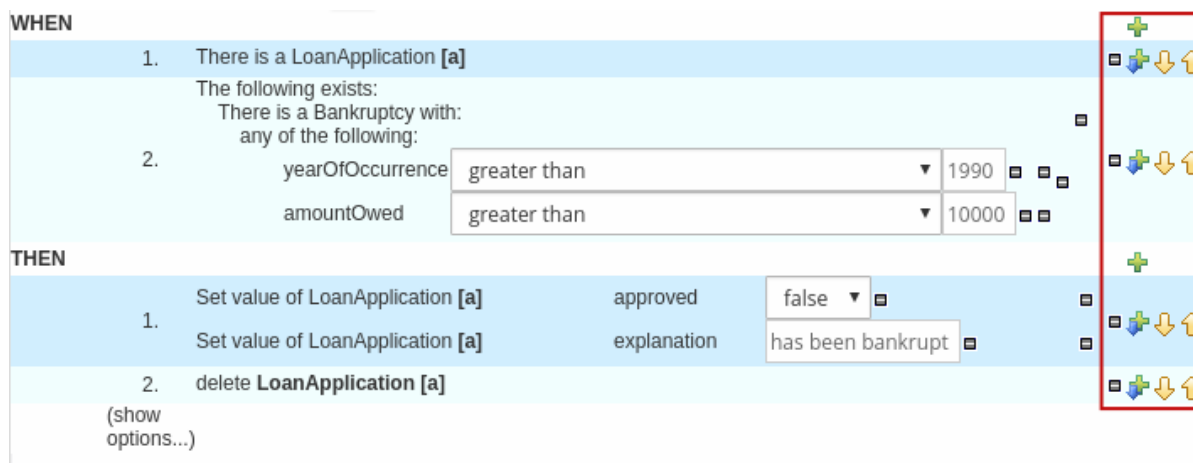 WHEN
1. There is a LoanApplication [a]
The following exists:
There is a Bankruptcy with:
any of the following:
2.
yearOfOccurrence greater than 1990
amountOwed greater than 10000
THEN
1.
Set value of LoanApplication [a] approved false
Set value of LoanApplication [a] explanation has been bankrupt
2. delete LoanApplication [a]
(show
options...)